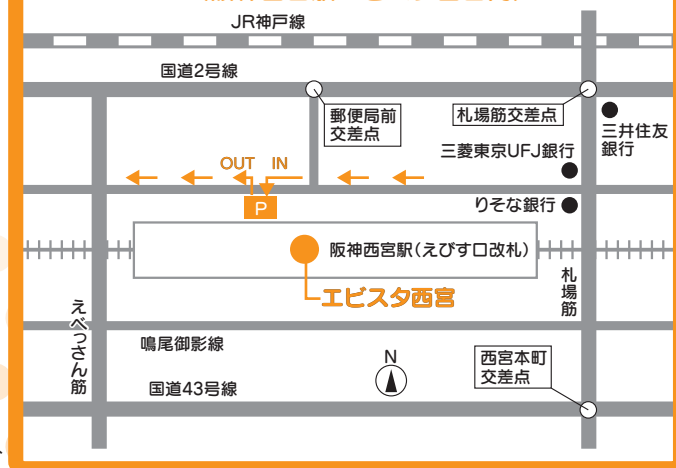 JR神戸線
国道2号線
郵便局前
交差点
札場筋交差点
三井住友
銀行
三菱東京UFJ銀行
OUT IN
P
りそな銀行
阪神西宮駅(えびす口改札)
エビスタ西宮
札場筋
えべっさん筋
鳴尾御影線
N
西宮本町
交差点
国道43号線